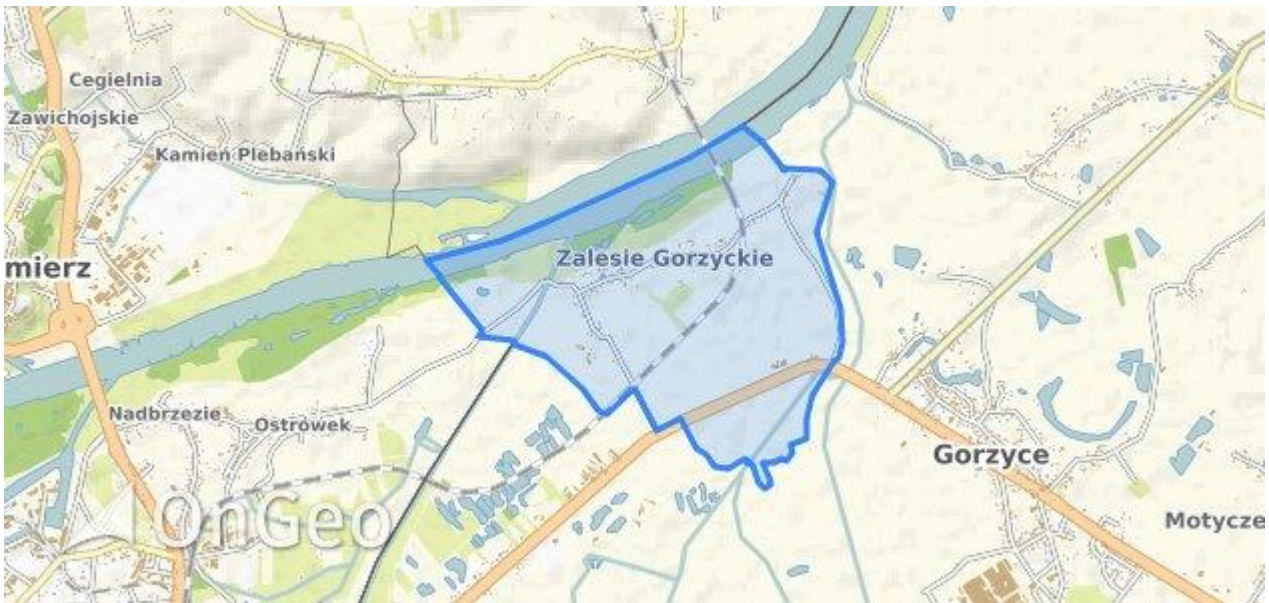 Cegielnia
Zawichojskie
Kamień Plebański
mierz
Zalesie Gorzyckie
Nadbrzezie
Ostrówek
Gorzyce
OnGeo
Motycze